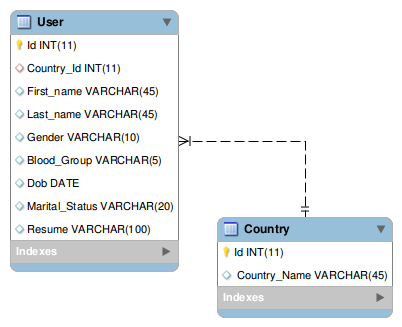 User
Id INT(11)
Country_Id INT(11)
First_name VARCHAR(45)
Last_name VARCHAR(45)
Gender VARCHAR(10)
Blood_Group VARCHAR(5)
Dob DATE
Marital_Status VARCHAR(20)
Resume VARCHAR(100)
Indexes
Country
Id INT(11)
Country_Name VARCHAR(45)
Indexes